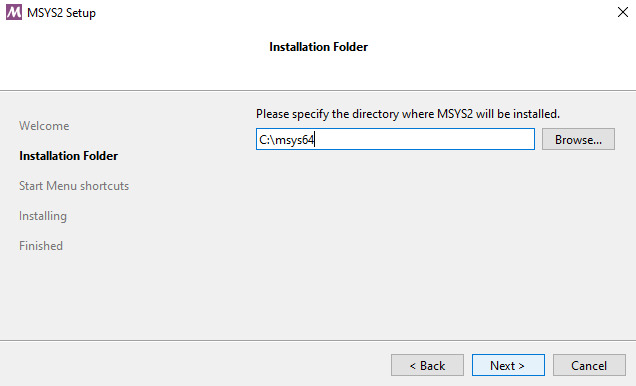 MSYS2 Setup
Installation Folder
Please specify the directory where MSYS2 will be installed.
C:\msys64
Browse...
Welcome
Installation Folder
Start Menu shortcuts
Installing
Finished
< Back
Next >
Cancel